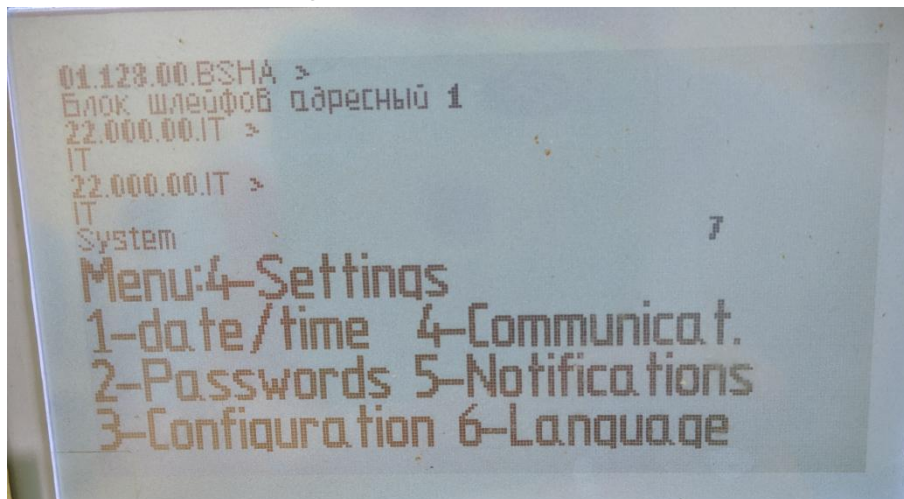 01.128.00.BSHA >
Блок шлейфов адресный 1
22.000.00.IT >
IT
22.000.00.IT >
IT
System 7
Menu:4-Settings
1-date/time 4-Communicat.
2-Passwords 5-Notifications
3-Configuration 6-Language